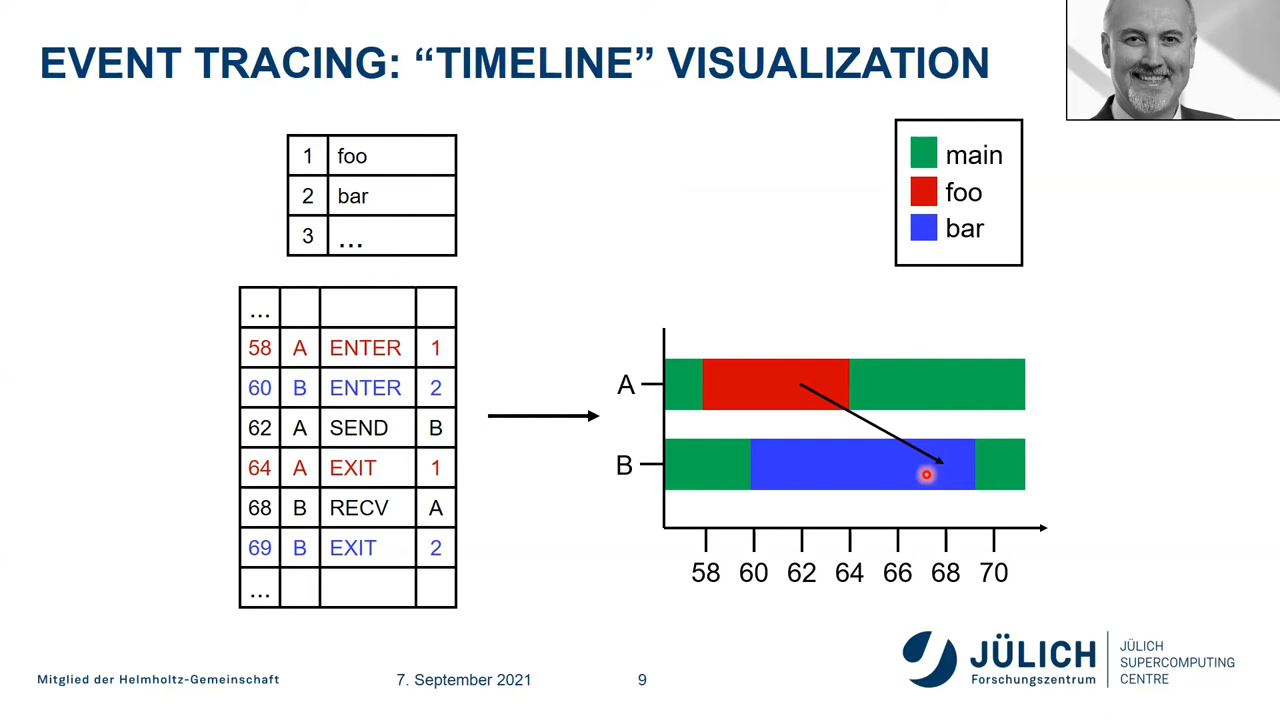 EVENT TRACING: “TIMELINE” VISUALIZATION
1 foo
2 bar
3 ...
main
foo
bar
...
58 A ENTER 1
60 B ENTER 2
62 A SEND B
64 A EXIT 1
68 B RECV A
69 B EXIT 2
...
A
B
58 60 62 64 66 68 70
Mitglied der Helmholtz-Gemeinschaft
7. September 2021
9
JÜLICH
Forschungszentrum
JÜLICH
SUPERCOMPUTING
CENTRE